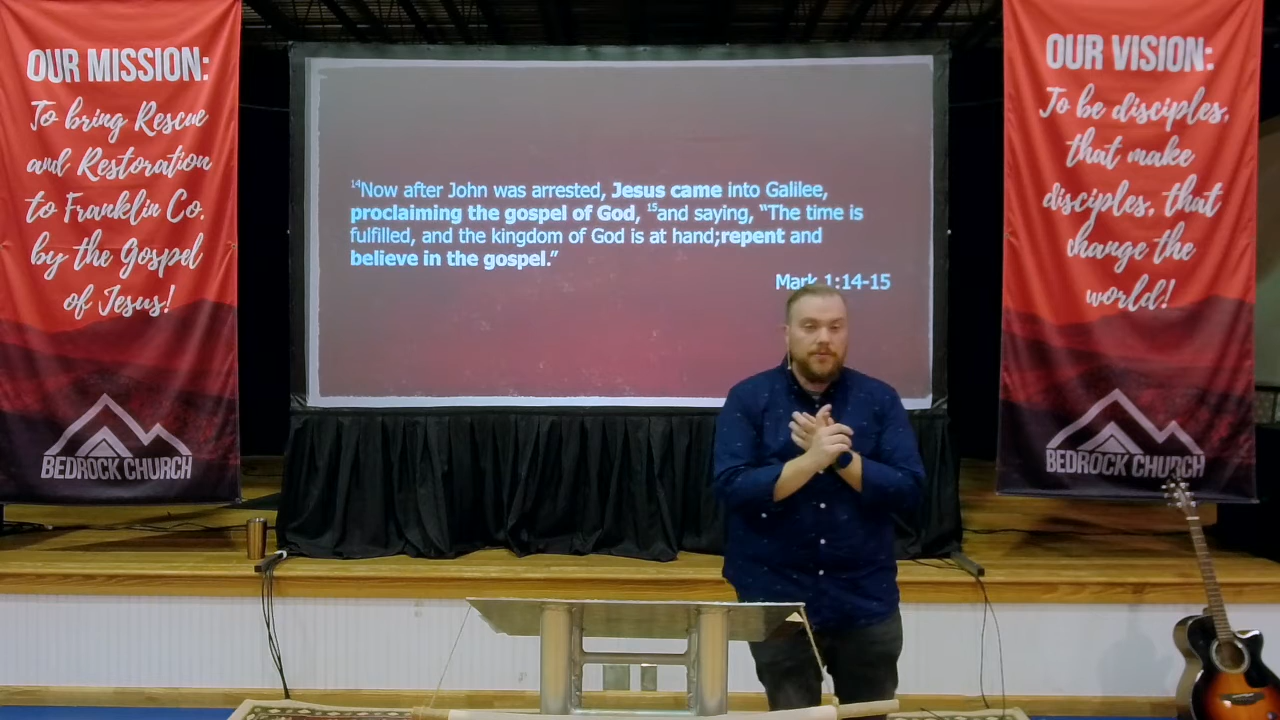 OUR MISSION:
To bring Rescue
and Restoration
to Franklin Co.
by the Gospel
of Jesus!
BEDROCK CHURCH
14Now after John was arrested, Jesus came into Galilee,
proclaiming the gospel of God, 15and saying, “The time is
fulfilled, and the kingdom of God is at hand;repent and
believe in the gospel.”
Mark 1:14-15
OUR VISION:
To be disciples,
that make
disciples, that
change the
world!
BEDROCK CHURCH